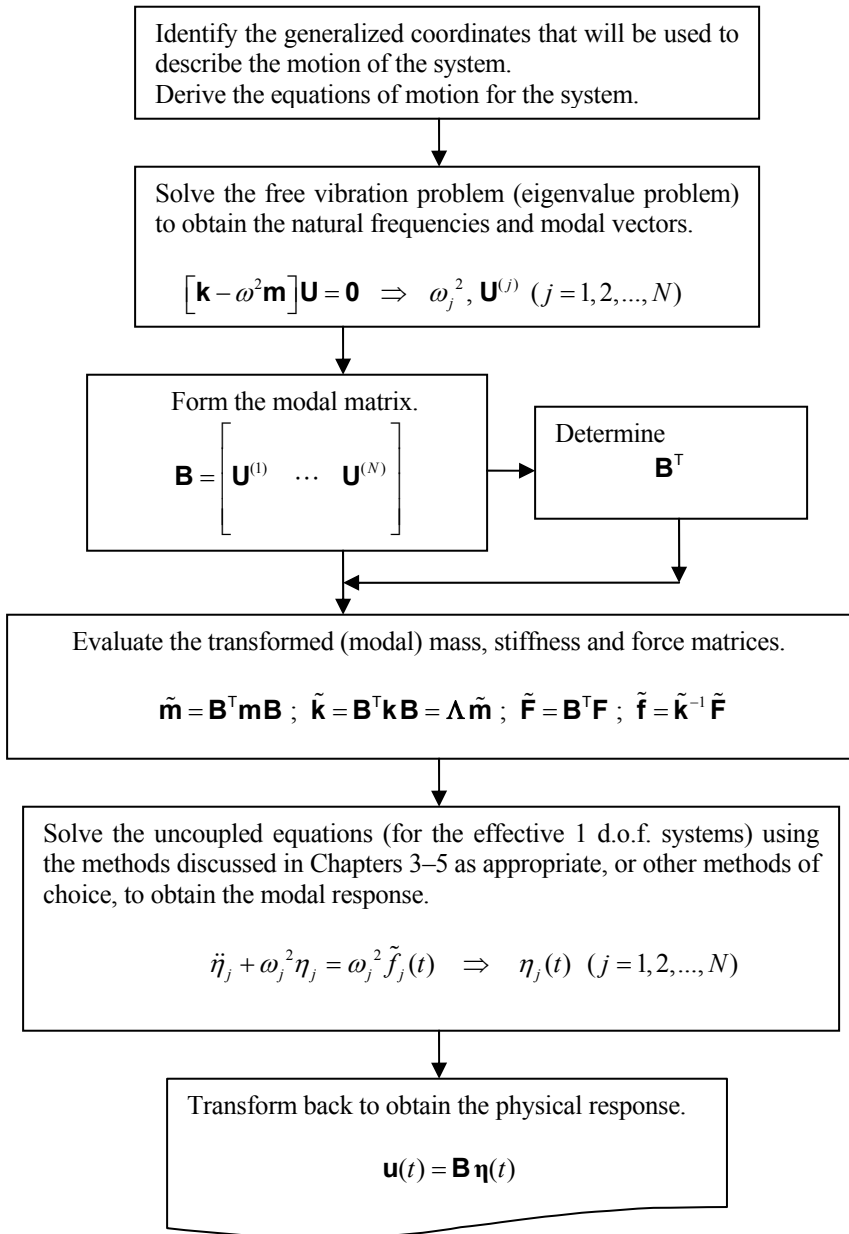 Identify the generalized coordinates that will be used to
describe the motion of the system.
Derive the equations of motion for the system.
Solve the free vibration problem (eigenvalue problem)
to obtain the natural frequencies and modal vectors.
[k − ω²m]U = 0 ⇒ ωⱼ², U⁽ʲ⁾ (j = 1, 2, ..., N)
Form the modal matrix.
B = [U⁽¹⁾ ⋯ U⁽ᴺ⁾]
Determine
Bᵀ
Evaluate the transformed (modal) mass, stiffness and force matrices.
m̃ = BᵀmB ; k̃ = BᵀkB = Λm̃ ; F̃ = BᵀF ; f̃ = k̃⁻¹F̃
Solve the uncoupled equations (for the effective 1 d.o.f. systems) using
the methods discussed in Chapters 3–5 as appropriate, or other methods of
choice, to obtain the modal response.
η̈ⱼ + ωⱼ²ηⱼ = ωⱼ²f̃ⱼ(t) ⇒ ηⱼ(t) (j = 1, 2, ..., N)
Transform back to obtain the physical response.
u(t) = Bη(t)